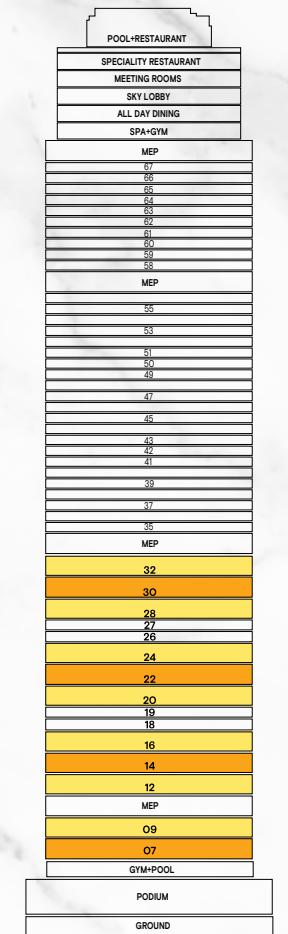 POOL+RESTAURANT
SPECIALITY RESTAURANT
MEETING ROOMS
SKY LOBBY
ALL DAY DINING
SPA+GYM
MEP
67
66
65
64
63
62
61
60
59
58
MEP
55
53
51
50
49
47
45
43
42
41
39
37
35
MEP
32
30
28
27
26
24
22
20
19
18
16
14
12
MEP
09
07
GYM+POOL
PODIUM
GROUND